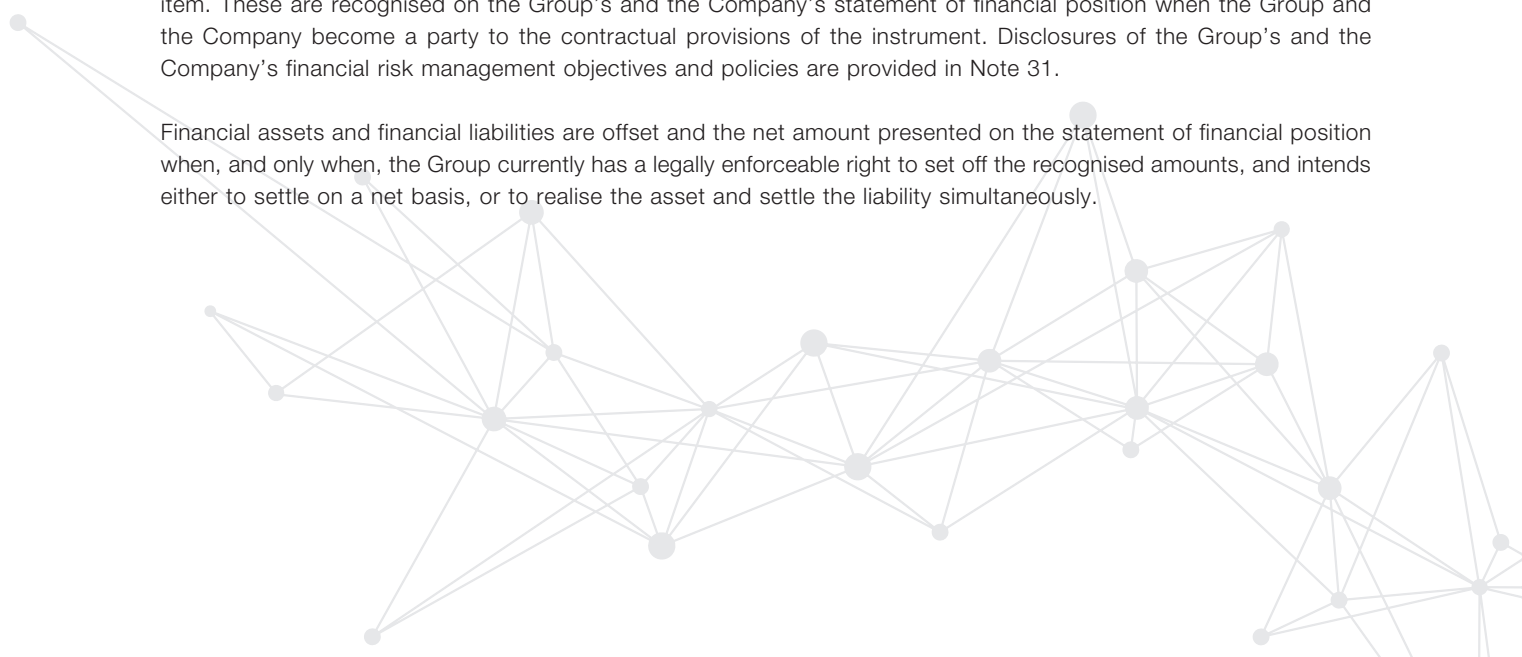 item. These are recognised on the Group's and the Company's statement of financial position when the Group and
the Company become a party to the contractual provisions of the instrument. Disclosures of the Group's and the
Company's financial risk management objectives and policies are provided in Note 31.
Financial assets and financial liabilities are offset and the net amount presented on the statement of financial position
when, and only when, the Group currently has a legally enforceable right to set off the recognised amounts, and intends
either to settle on a net basis, or to realise the asset and settle the liability simultaneously.